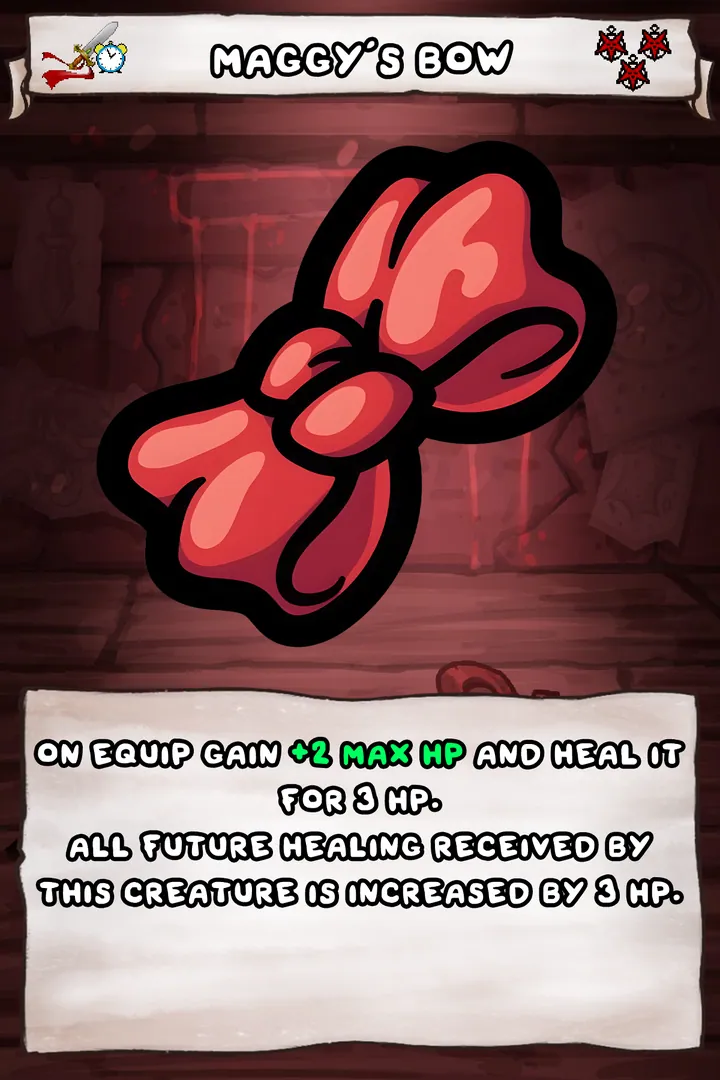 MAGGY'S BOW
ON EQUIP GAIN +2 MAX HP AND HEAL IT
FOR 3 HP.
ALL FUTURE HEALING RECEIVED BY
THIS CREATURE IS INCREASED BY 3 HP.